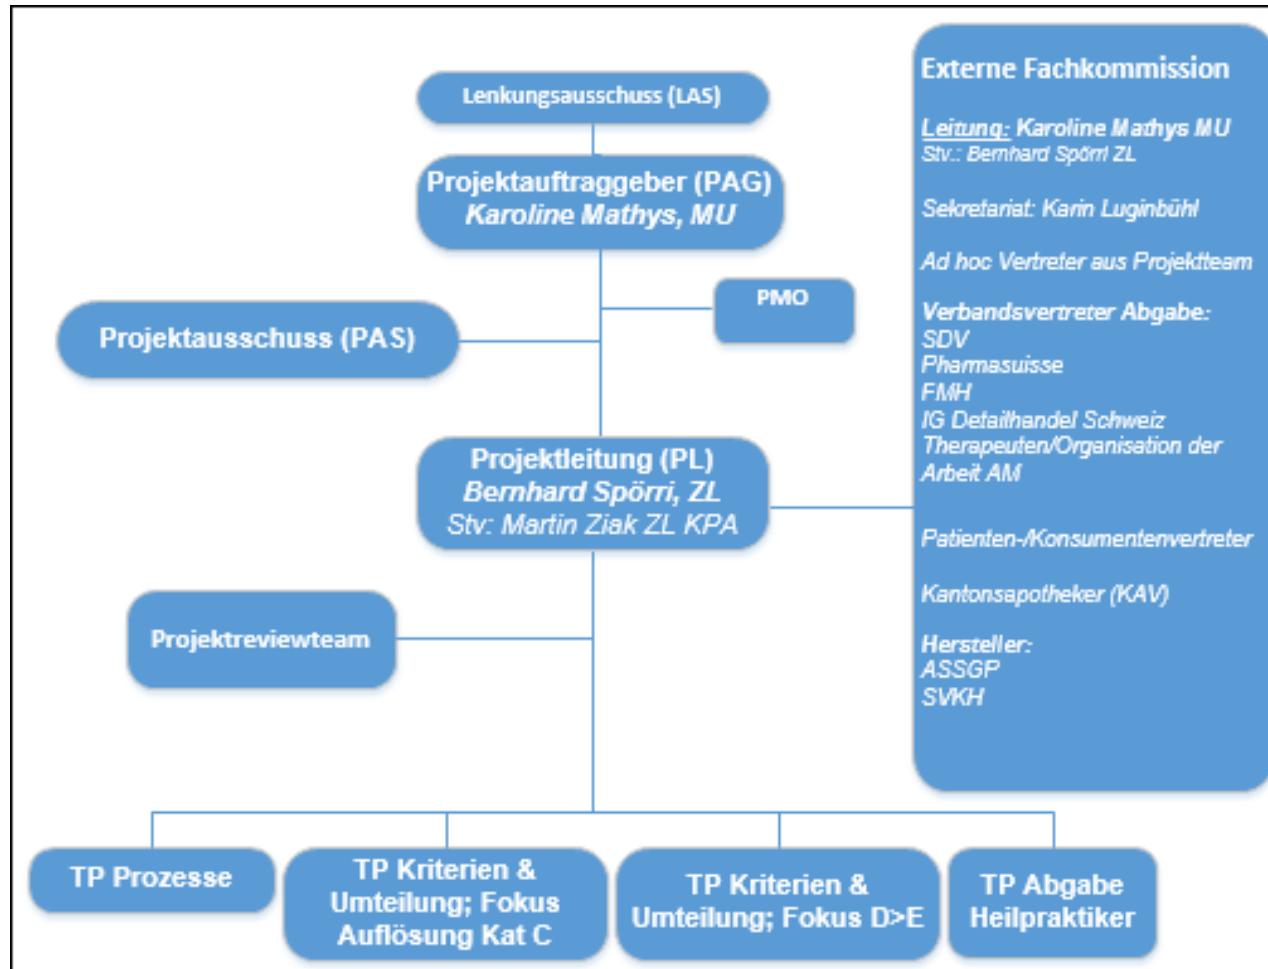 Lenkungsausschuss (LAS)
Projektauftraggeber (PAG)
Karoline Mathys, MU
PMO
Projektausschuss (PAS)
Projektleitung (PL)
Bernhard Spörri, ZL
Stv: Martin Ziak ZL KPA
Projektreviewteam
TP Prozesse
TP Kriterien &
Umteilung; Fokus
Auflösung Kat C
TP Kriterien &
Umteilung; Fokus D>E
TP Abgabe
Heilpraktiker
Externe Fachkommission
Leitung: Karoline Mathys MU
Stv.: Bernhard Spörri ZL
Sekretariat: Karin Luginbühl
Ad hoc Vertreter aus Projektteam
Verbandsvertreter Abgabe:
SDV
Pharmasuisse
FMH
IG Detailhandel Schweiz
Therapeuten/Organisation der
Arbeit AM
Patienten-/Konsumentenvertreter
Kantonsapotheker (KAV)
Hersteller:
ASSGP
SVKH